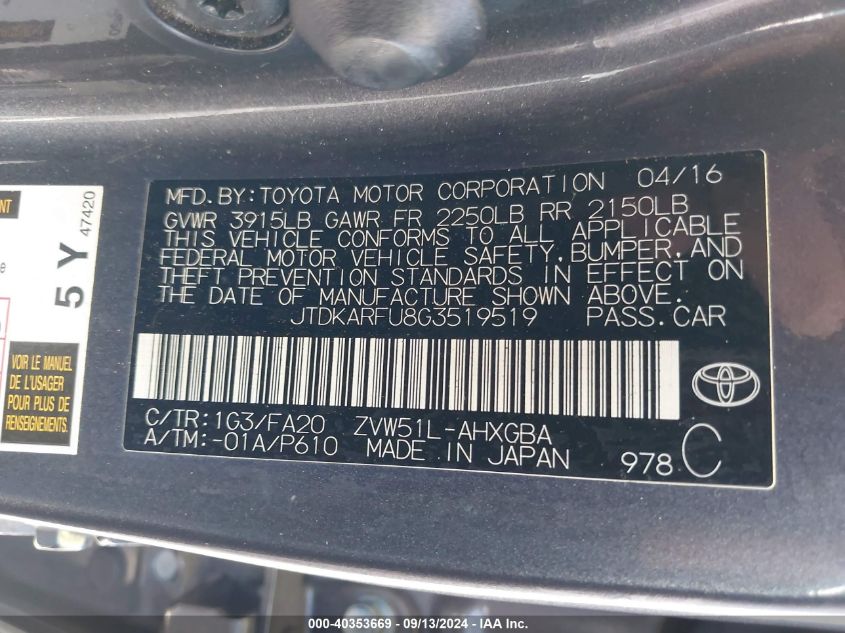 MFD. BY: TOYOTA MOTOR CORPORATION 04/16
GVWR 3915LB GAWR FR 2250LB RR 2150LB
THIS VEHICLE CONFORMS TO ALL APPLICABLE
FEDERAL MOTOR VEHICLE SAFETY, BUMPER, AND
THEFT PREVENTION STANDARDS IN EFFECT ON
THE DATE OF MANUFACTURE SHOWN ABOVE.
JTDKARFU8G3519519 PASS. CAR
C/TR: 1G3/FA20 ZVW51L-AHXGBA
A/TM: -01A/P610 MADE IN JAPAN 978 C
5 Y 47420
VOIR LE MANUEL
DE L'USAGER
POUR PLUS DE
RENSEIGNEMENTS
000-40353669 - 09/13/2024 - IAA Holdings, LLC.